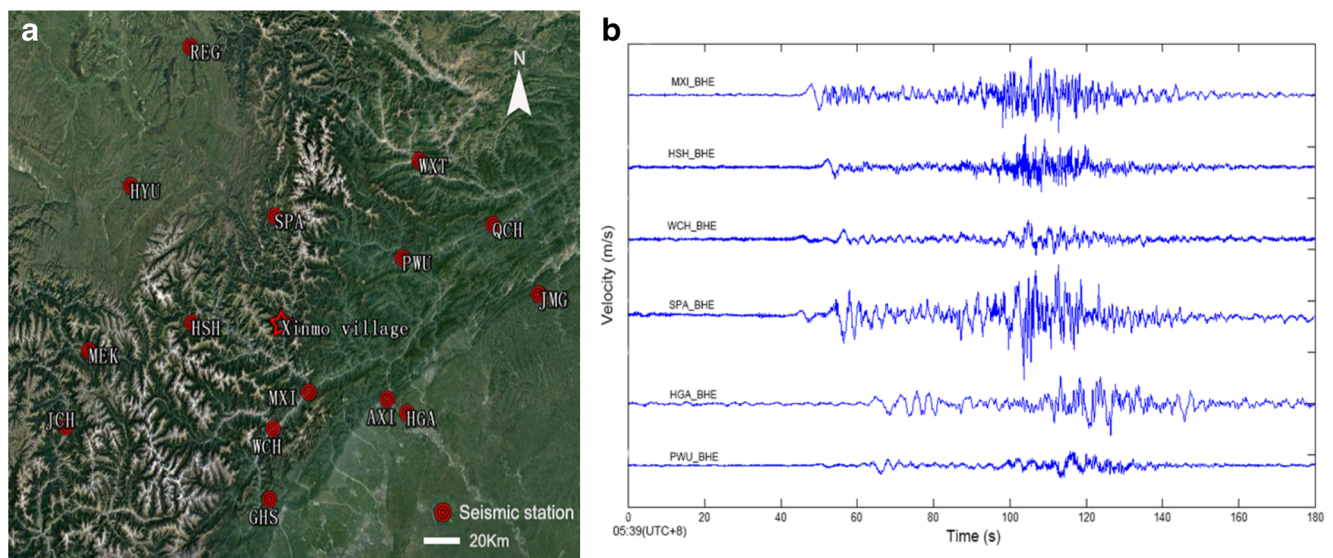 a
REG
N
WXT
HYU
SPA
QCH
PWU
JMG
HSH
Xinmo village
MEK
MXI
AXI
HGA
JCH
WCH
GHS
Seismic station
20Km
b
MXI_BHE
HSH_BHE
WCH_BHE
SPA_BHE
HGA_BHE
PWU_BHE
Velocity (m/s)
0 20 40 60 80 100 120 140 160 180
05:39(UTC+8)
Time (s)